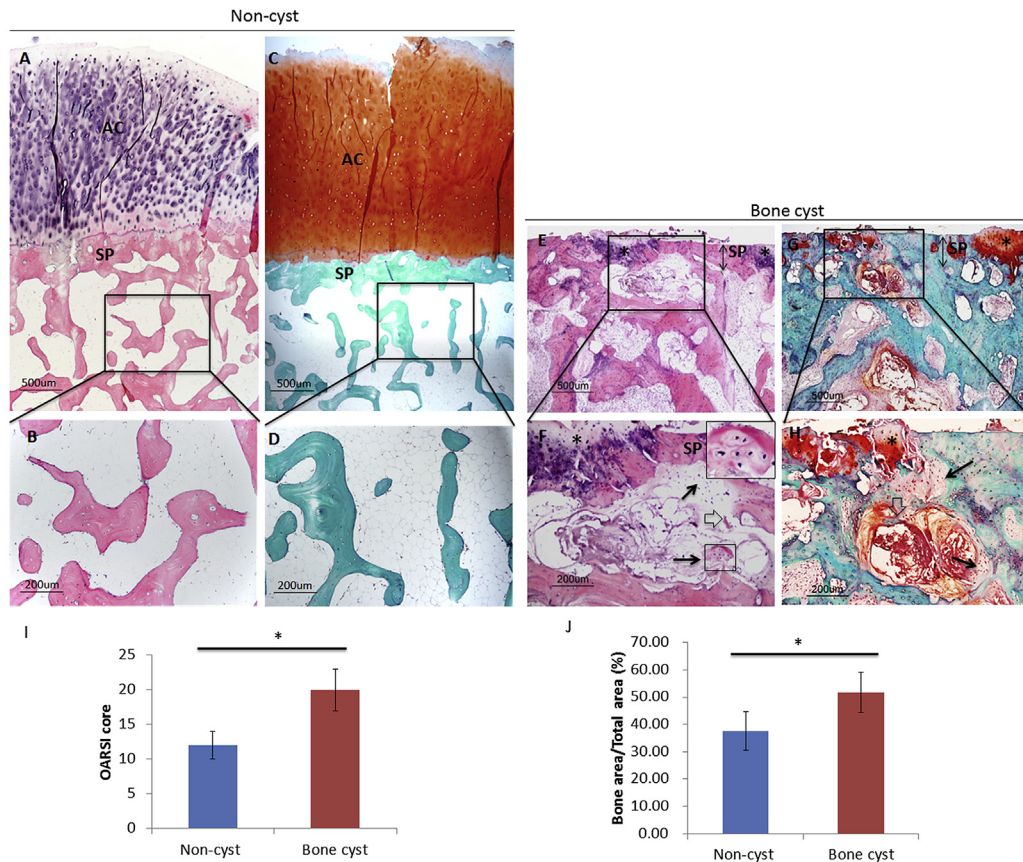 Non-cyst
A
C
AC
AC
SP
SP
500um
500um
B
D
200um
200um
Bone cyst
E
*
SP
*
G
SP
*
500um
500um
F
*
SP
H
*
200um
200um
I
*
OARSI core
25
20
15
10
5
0
Non-cyst
Bone cyst
J
*
Bone area/Total area (%)
70.00
60.00
50.00
40.00
30.00
20.00
10.00
0.00
Non-cyst
Bone cyst